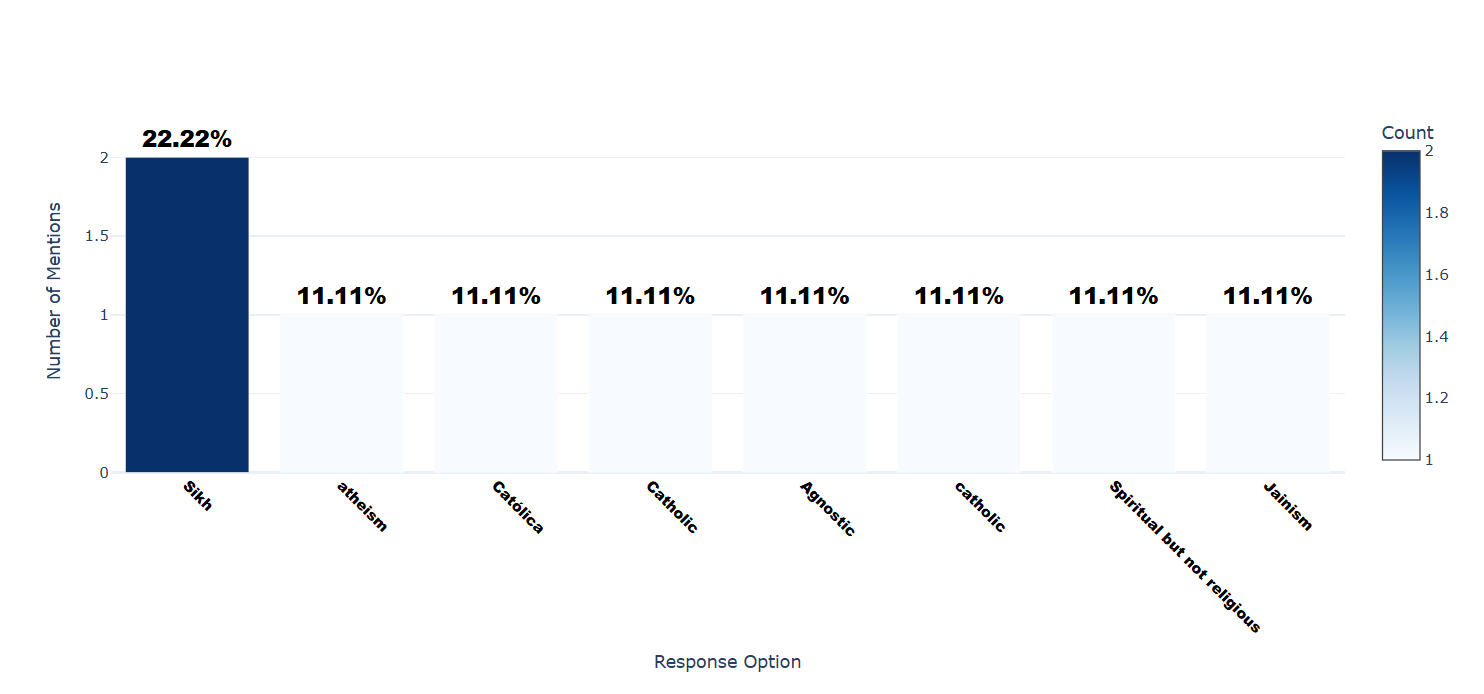 Count
22.22%
11.11%
11.11%
11.11%
11.11%
11.11%
11.11%
11.11%
2
1.5
1
0.5
0
Number of Mentions
Sikh
atheism
Católica
Catholic
Agnostic
catholic
Spiritual but not religious
Jainism
Response Option
2
1.8
1.6
1.4
1.2
1